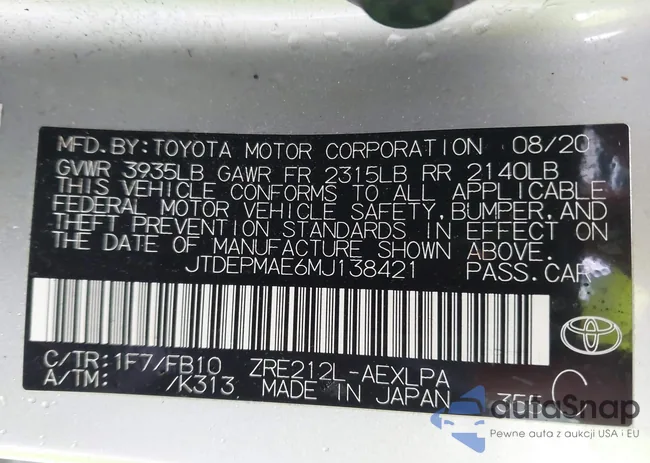 MFD. BY: TOYOTA MOTOR CORPORATION 08/20
GVWR 3935LB GAWR FR 2315LB RR 2140LB
THIS VEHICLE CONFORMS TO ALL APPLICABLE
FEDERAL MOTOR VEHICLE SAFETY, BUMPER, AND
THEFT PREVENTION STANDARDS IN EFFECT ON
THE DATE OF MANUFACTURE SHOWN ABOVE.
JTDEPMAE6MJ138421 PASS. CAR
C/TR: 1F7/FB10 ZRE212L-AEXLPA
A/TM: /K313 MADE IN JAPAN
C
autoSnap
Pewne auta z aukcji USA i EU